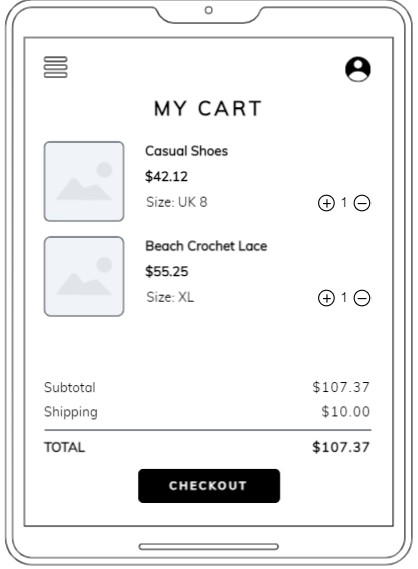 MY CART
Casual Shoes
$42.12
Size: UK 8
1
Beach Crochet Lace
$55.25
Size: XL
1
Subtotal $107.37
Shipping $10.00
TOTAL $107.37
CHECKOUT